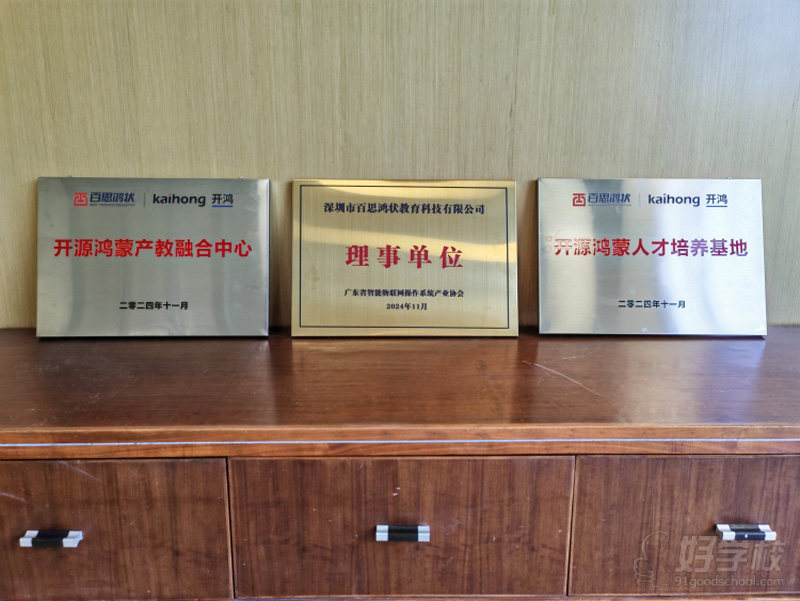 百思鸿状 kaihong 开鸿
开源鸿蒙产教融合中心
二零二四年十一月
深圳市百思鸿状教育科技有限公司
理事单位
广东省智能物联网操作系统产业协会
2024年11月
百思鸿状 kaihong 开鸿
开源鸿蒙人才培养基地
二零二四年十一月
好学校
91goodschool.com